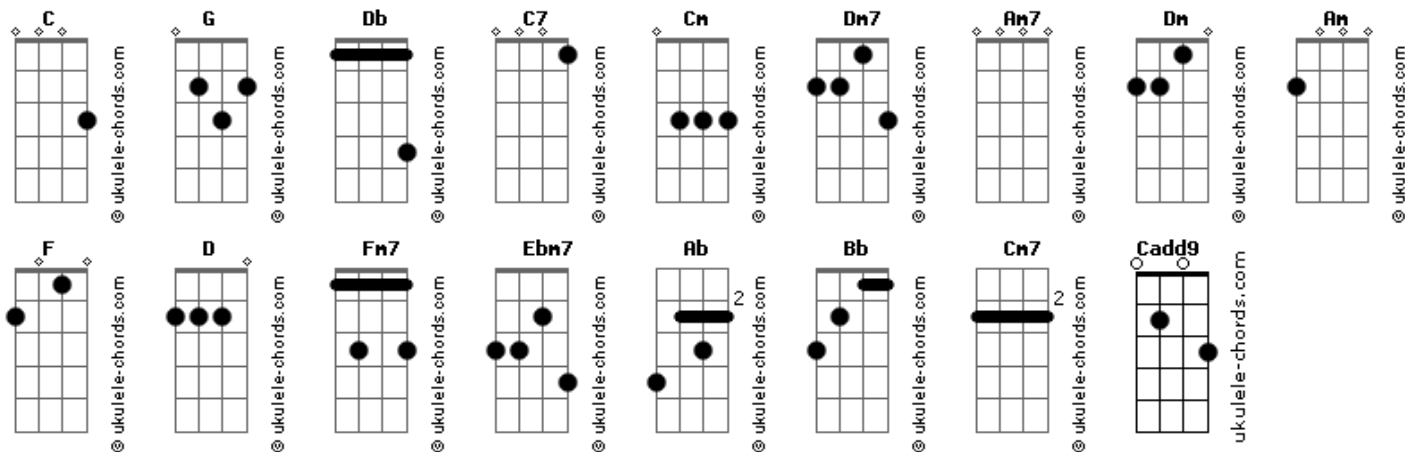 C G Db C7 Cm Dm7 Am7 Dm Am
© ukulele-chords.com © ukulele-chords.com © ukulele-chords.com © ukulele-chords.com © ukulele-chords.com © ukulele-chords.com © ukulele-chords.com © ukulele-chords.com © ukulele-chords.com
F D Fm7 Ebm7 Ab Bb Cm7 Cadd9
2 2
© ukulele-chords.com © ukulele-chords.com © ukulele-chords.com © ukulele-chords.com © ukulele-chords.com © ukulele-chords.com © ukulele-chords.com ukulele-chords.com